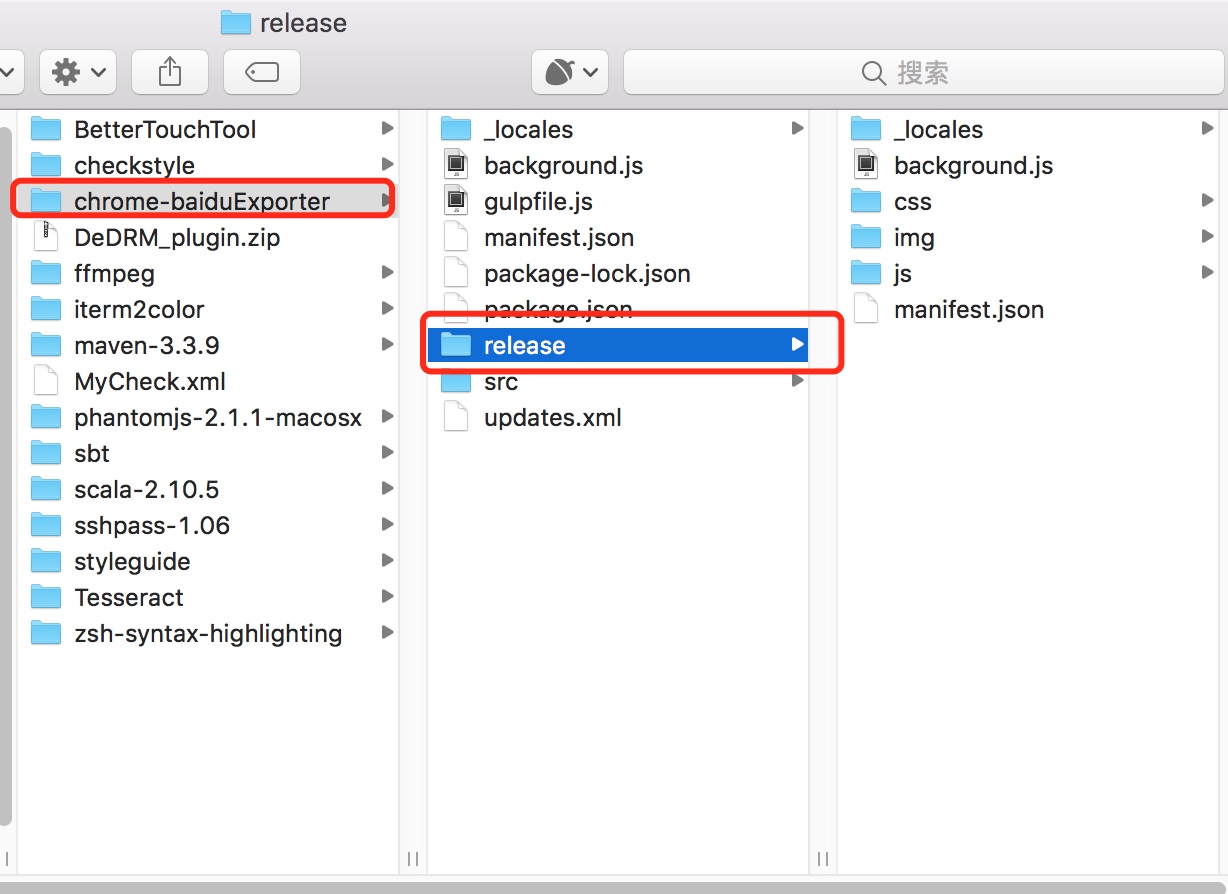 release
搜索
BetterTouchTool
checkstyle
chrome-baiduExporter
DeDRM_plugin.zip
ffmpeg
iterm2color
maven-3.3.9
MyCheck.xml
phantomjs-2.1.1-macosx
sbt
scala-2.10.5
sshpass-1.06
styleguide
Tesseract
zsh-syntax-highlighting
_locales
background.js
gulpfile.js
manifest.json
package-lock.json
package.json
release
src
updates.xml
_locales
background.js
css
img
js
manifest.json